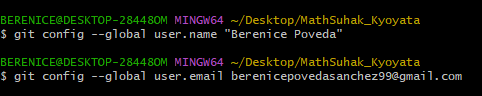 BERENICE@DESKTOP-28448OM MINGW64 ~/Desktop/MathSuhak_Kyoyata
$ git config --global user.name "Berenice Poveda"
BERENICE@DESKTOP-28448OM MINGW64 ~/Desktop/MathSuhak_Kyoyata
$ git config --global user.email berenicepovedasanchez99@gmail.com